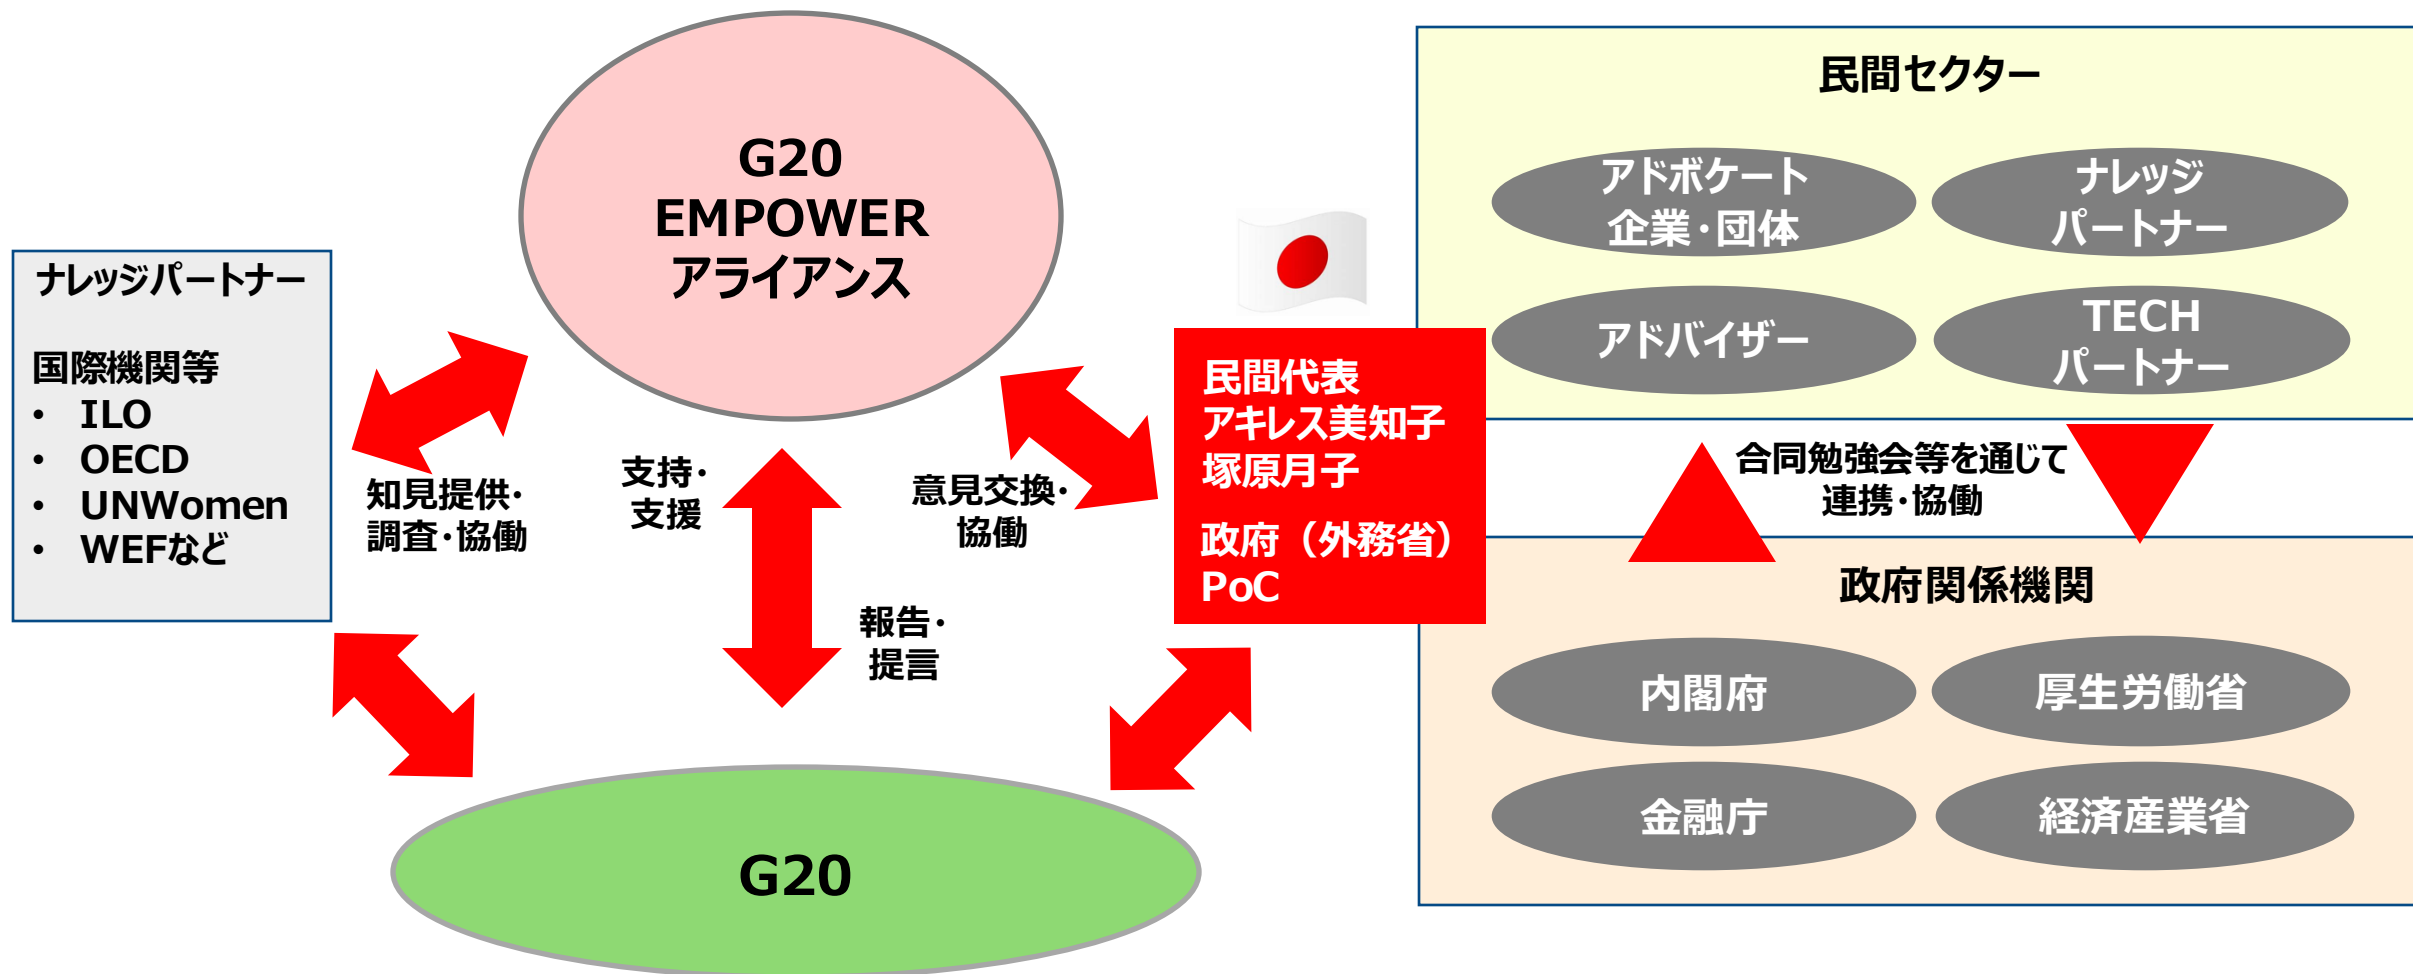 G20
EMPOWER
アライアンス
ナレッジパートナー
国際機関等
• ILO
• OECD
• UNWomen
• WEFなど
知見提供・
調査・協働
支持・
支援
報告・
提言
意見交換・
協働
G20
民間代表
アキレス美知子
塚原月子
政府（外務省）
PoC
民間セクター
アドボケート
企業・団体
ナレッジ
パートナー
アドバイザー
TECH
パートナー
合同勉強会等を通じて
連携・協働
政府関係機関
内閣府
厚生労働省
金融庁
経済産業省